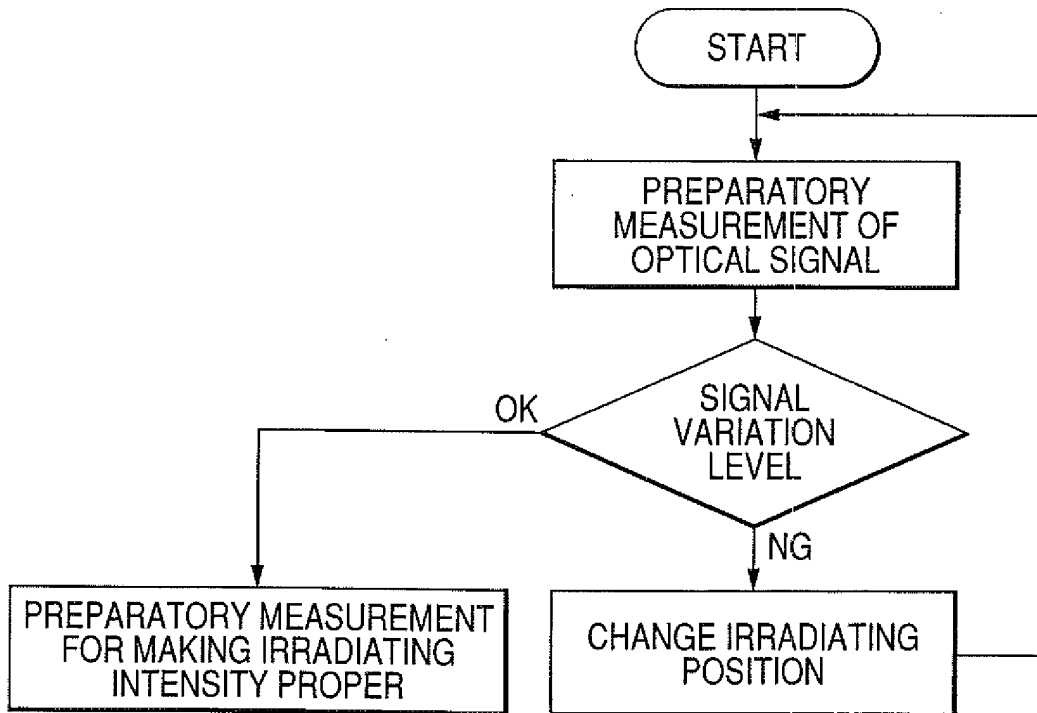 START
PREPARATORY
MEASUREMENT OF
OPTICAL SIGNAL
SIGNAL
VARIATION
LEVEL
OK
NG
PREPARATORY MEASUREMENT
FOR MAKING IRRADIATING
INTENSITY PROPER
CHANGE IRRADIATING
POSITION